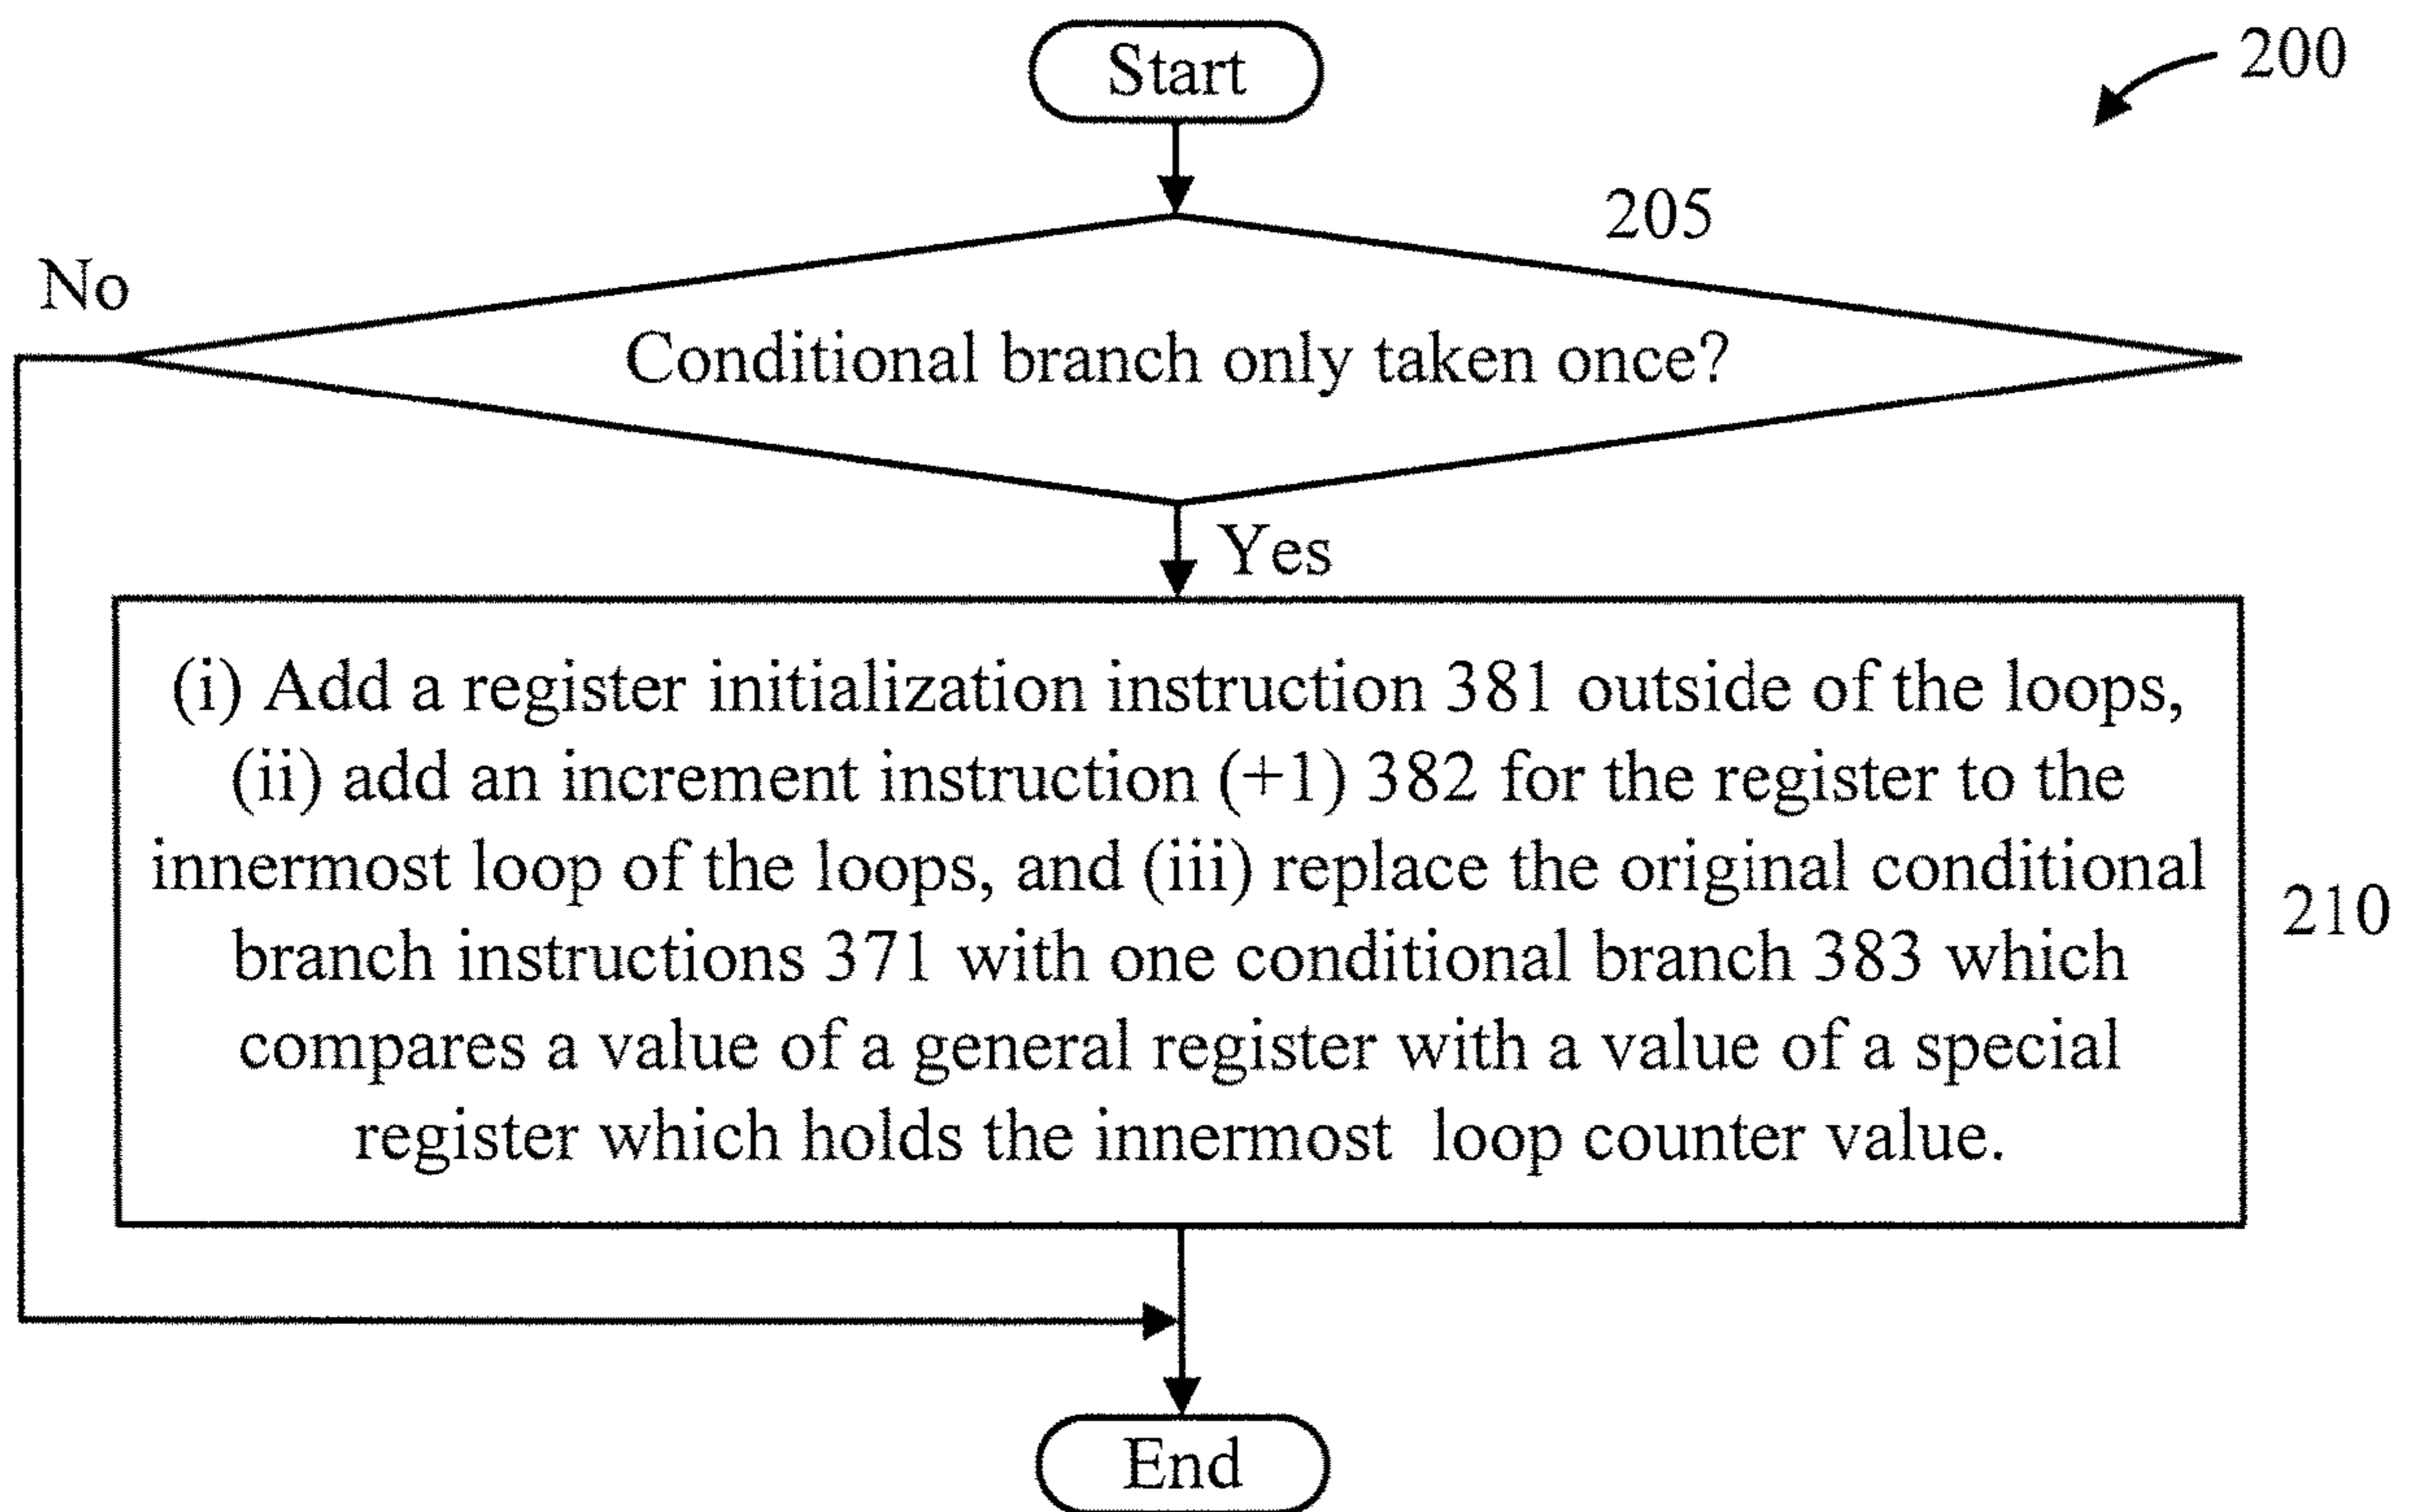 Start
200
205
No
Conditional branch only taken once?
Yes
(i) Add a register initialization instruction 381 outside of the loops,
(ii) add an increment instruction (+1) 382 for the register to the
innermost loop of the loops, and (iii) replace the original conditional
branch instructions 371 with one conditional branch 383 which
compares a value of a general register with a value of a special
register which holds the innermost loop counter value.
210
End